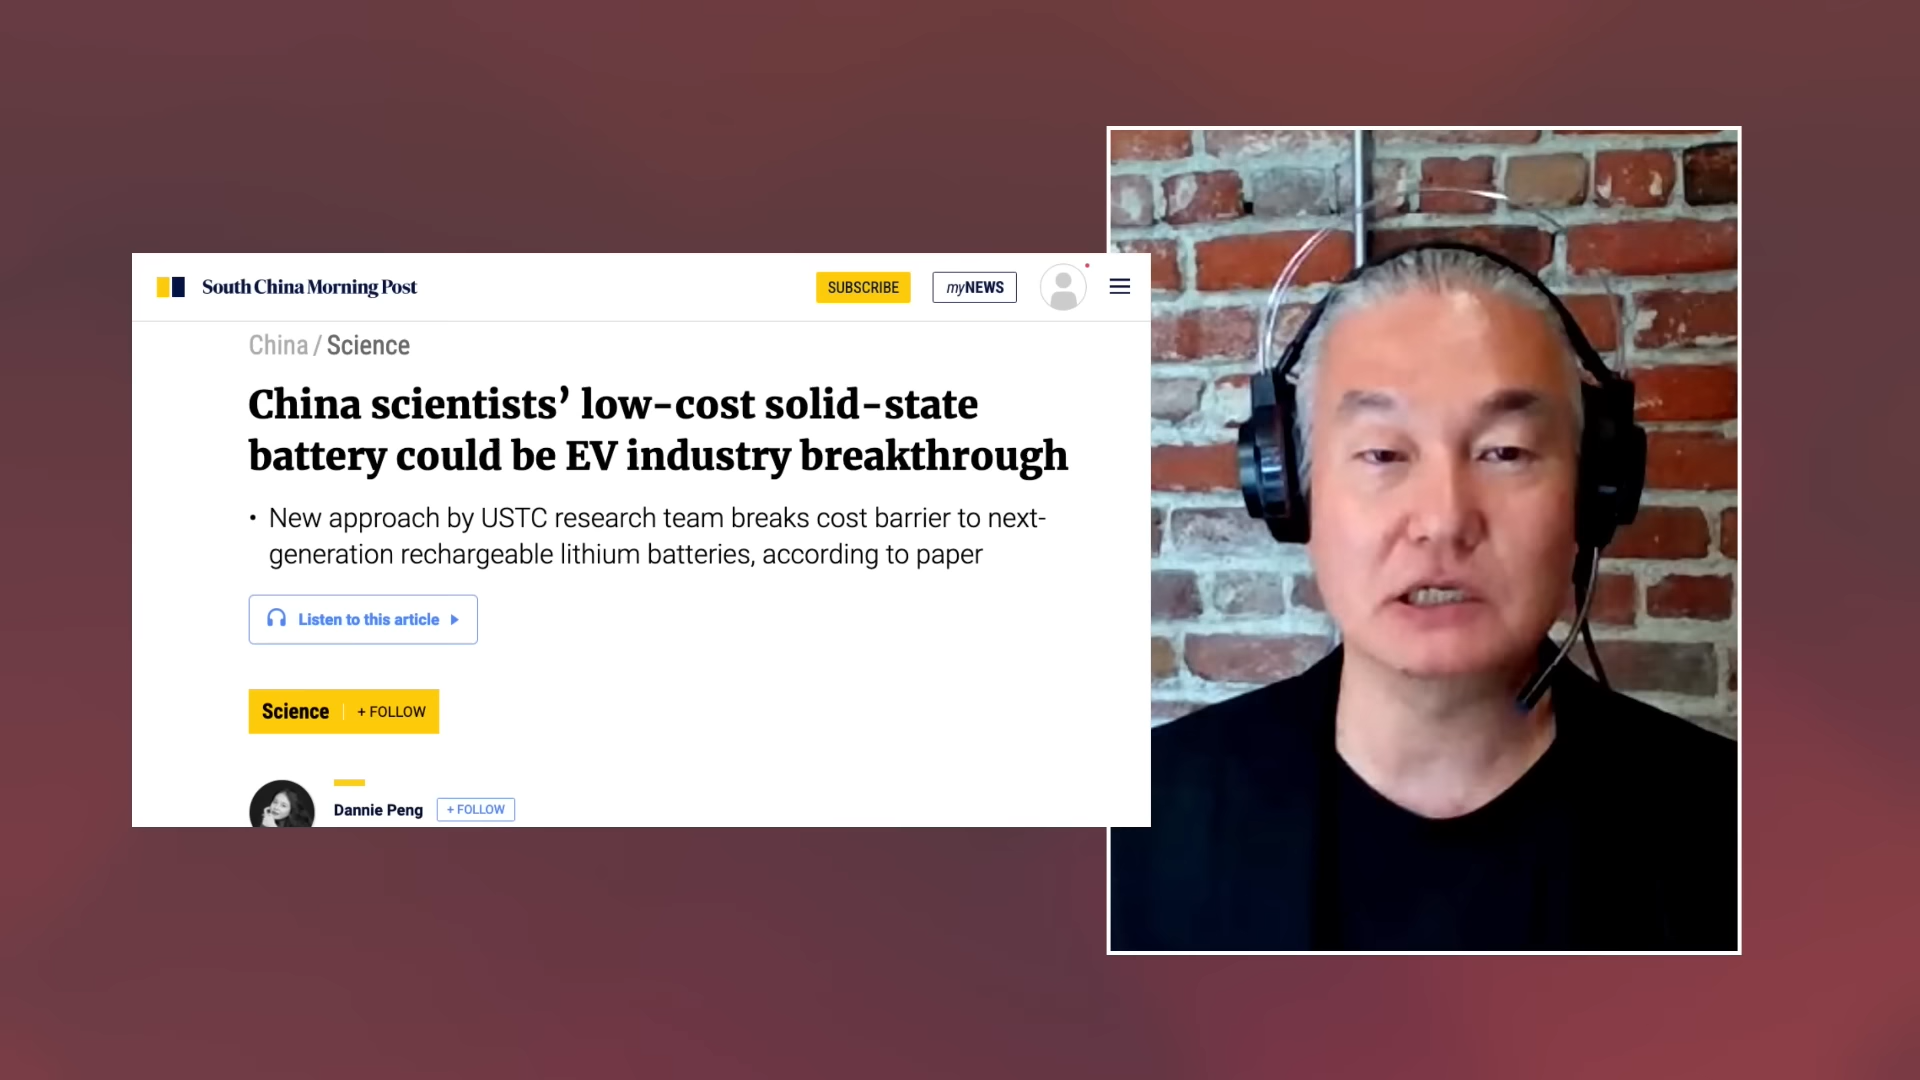 South China Morning Post
SUBSCRIBE
myNEWS
China / Science
China scientists’ low-cost solid-state
battery could be EV industry breakthrough
• New approach by USTC research team breaks cost barrier to next-
generation rechargeable lithium batteries, according to paper
Listen to this article
Science
+ FOLLOW
Dannie Peng
+ FOLLOW